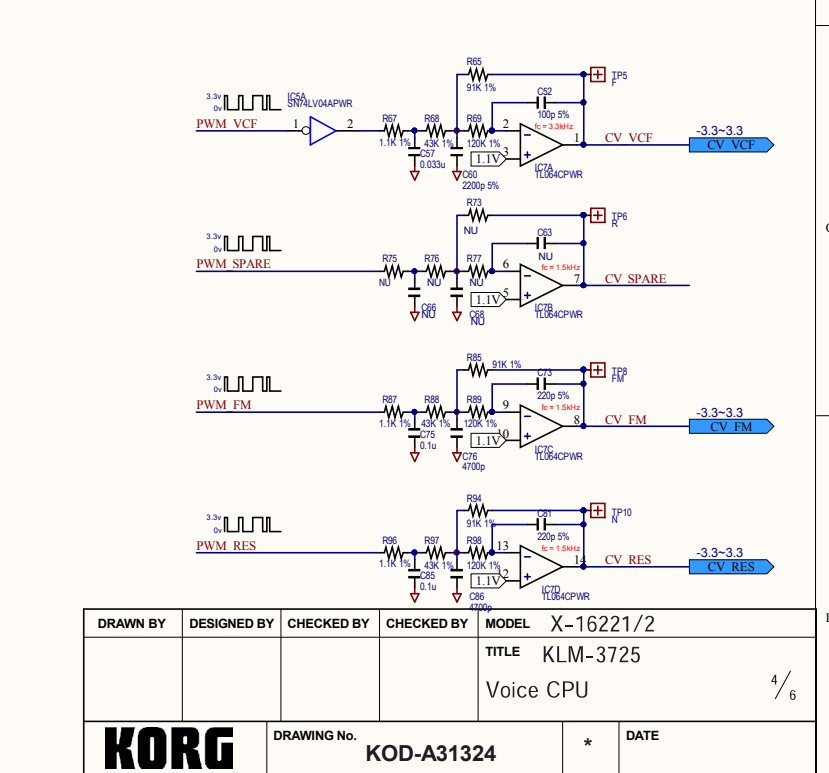 R65
91K 1%
TP5
F
3.3v
0v
IC5A
SN74LV04APWR
C52
100p 5%
fc = 3.3kHz
PWM_VCF
1
2
R67
1.1K 1%
R68
43K 1%
R69
120K 1%
2
1
CV_VCF
-3.3~3.3
CV_VCF
C57
0.033u
1.1V
3
IC7A
TL064CPWR
C60
2200p 5%
R73
NU
TP6
R
3.3v
0v
C63
NU
fc = 1.5kHz
PWM_SPARE
R75
NU
R76
NU
R77
NU
6
7
CV_SPARE
C66
NU
C68
NU
1.1V
5
IC7B
TL064CPWR
R85
91K 1%
TP8
FM
3.3v
0v
C73
220p 5%
fc = 1.5kHz
PWM_FM
R87
1.1K 1%
R88
43K 1%
R89
120K 1%
9
8
CV_FM
-3.3~3.3
CV_FM
C75
0.1u
1.1V
10
IC7C
TL064CPWR
C76
4700p
R94
91K 1%
TP10
N
3.3v
0v
C81
220p 5%
fc = 1.5kHz
PWM_RES
R96
1.1K 1%
R97
43K 1%
R98
120K 1%
13
14
CV_RES
-3.3~3.3
CV_RES
C85
0.1u
1.1V
12
IC7D
TL064CPWR
C86
4700p
DRAWN BY
DESIGNED BY
CHECKED BY
CHECKED BY
MODEL X-16221/2
TITLE KLM-3725
Voice CPU
4/6
KORG
DRAWING No.
KOD-A31324
*
DATE